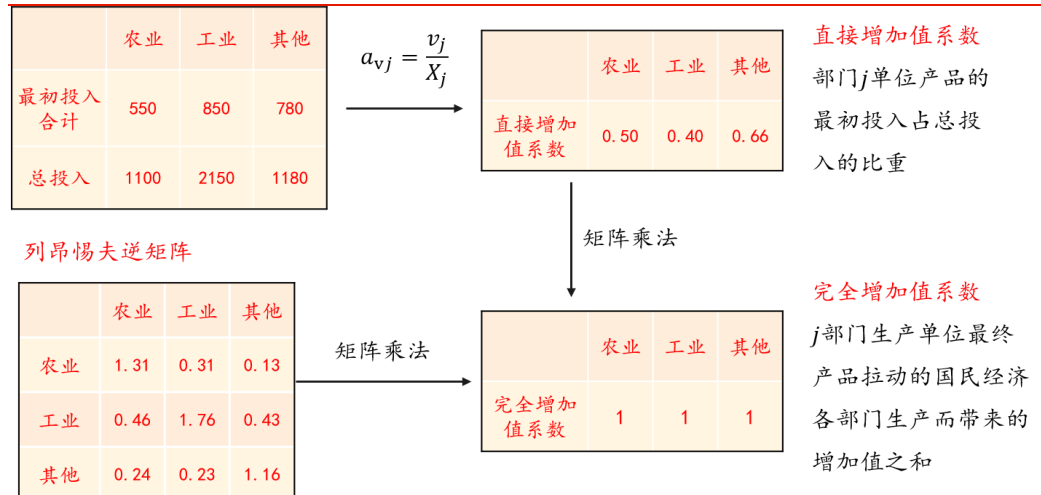 农业 工业 其他
最初投入合计 550 850 780
总投入 1100 2150 1180
a_{vj} = \frac{v_j}{X_j}
农业 工业 其他
直接增加值系数 0.50 0.40 0.66
直接增加值系数
部门j单位产品的
最初投入占总投
入的比重
矩阵乘法
列昂惕夫逆矩阵
农业 工业 其他
农业 1.31 0.31 0.13
工业 0.46 1.76 0.43
其他 0.24 0.23 1.16
矩阵乘法
农业 工业 其他
完全增加值系数 1 1 1
完全增加值系数
j部门生产单位最终
产品拉动的国民经济
各部门生产而带来的
增加值之和